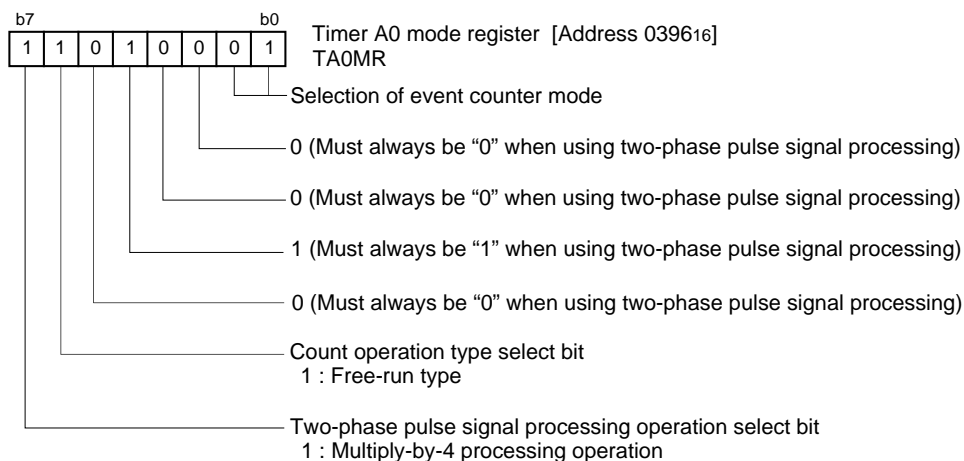 b7 b0
1 1 0 1 0 0 0 1
Timer A0 mode register [Address 039616]
TA0MR
Selection of event counter mode
0 (Must always be “0” when using two-phase pulse signal processing)
0 (Must always be “0” when using two-phase pulse signal processing)
1 (Must always be “1” when using two-phase pulse signal processing)
0 (Must always be “0” when using two-phase pulse signal processing)
Count operation type select bit
1 : Free-run type
Two-phase pulse signal processing operation select bit
1 : Multiply-by-4 processing operation